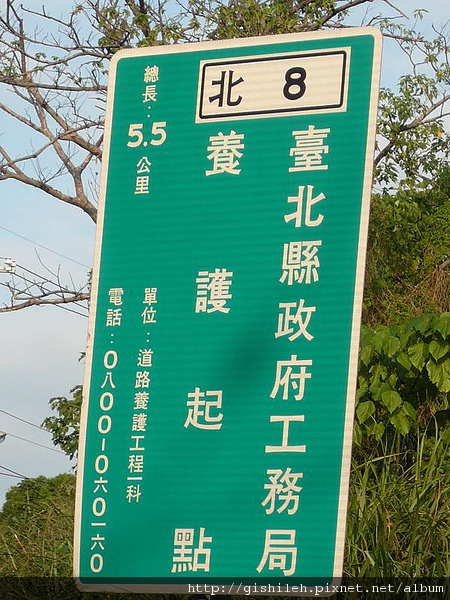 北 8
臺北縣政府工務局
養護起點
總長：5.5公里
單位：道路養護工程一科
電話：0八00-0六0一六0
http://gishileh.pixnet.net/album